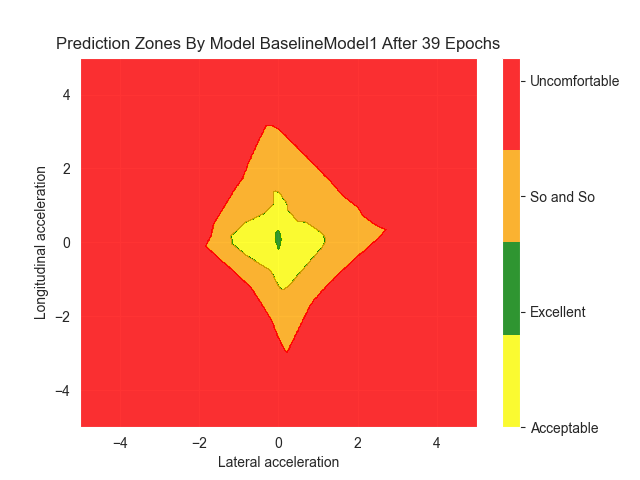 Prediction Zones By Model BaselineModel1 After 39 Epochs
4
2
0
−2
−4
Longitudinal acceleration
−4
−2
0
2
4
Lateral acceleration
Uncomfortable
So and So
Excellent
Acceptable